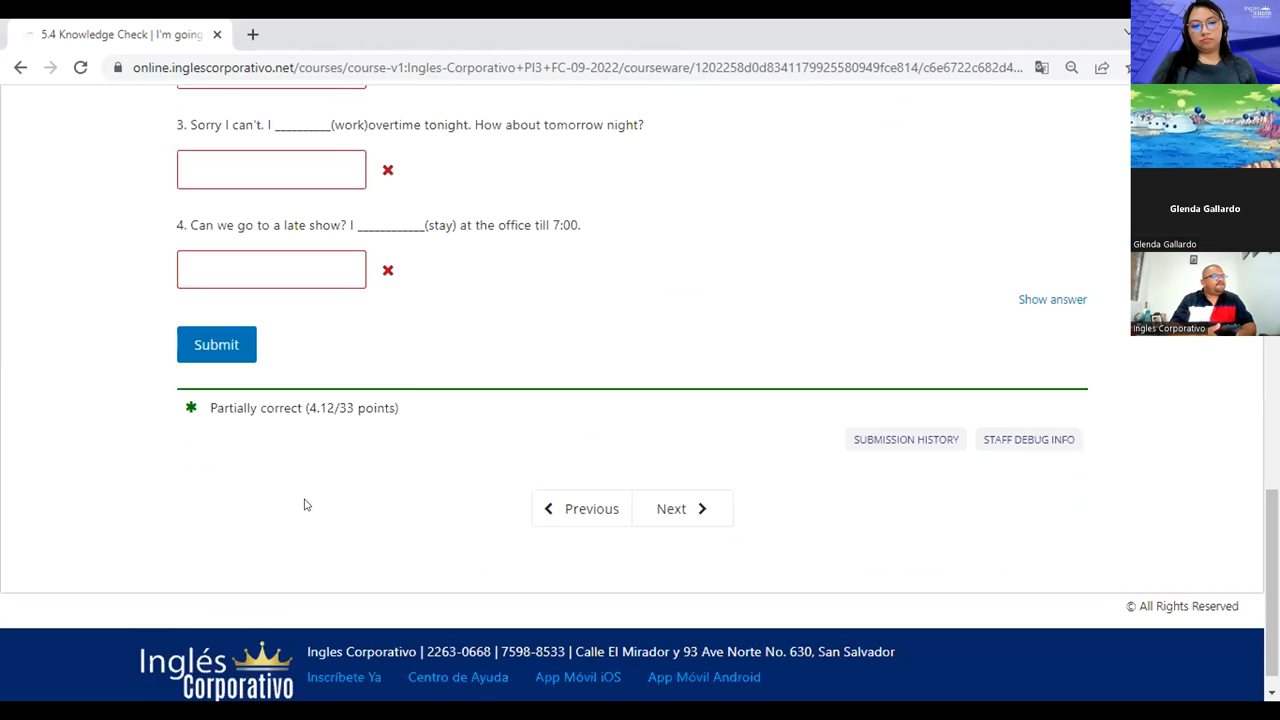 5.4 Knowledge Check | I'm going
online.inglescorporativo.net/courses/course-v1:Ingles-Corporativo+PI3+FC-09-2022/courseware/1202258d0d8341179925580949fce814/c6e6722c682d4...
3. Sorry I can't. I _________(work)overtime tonight. How about tomorrow night?
4. Can we go to a late show? I ___________(stay) at the office till 7:00.
Show answer
Submit
Partially correct (4.12/33 points)
SUBMISSION HISTORY
STAFF DEBUG INFO
Previous
Next
© All Rights Reserved
Inglés Corporativo
Ingles Corporativo | 2263-0668 | 7598-8533 | Calle El Mirador y 93 Ave Norte No. 630, San Salvador
Inscríbete Ya
Centro de Ayuda
App Móvil iOS
App Móvil Android
Inglés
Glenda Gallardo
Glenda Gallardo
Ingles Corporativo